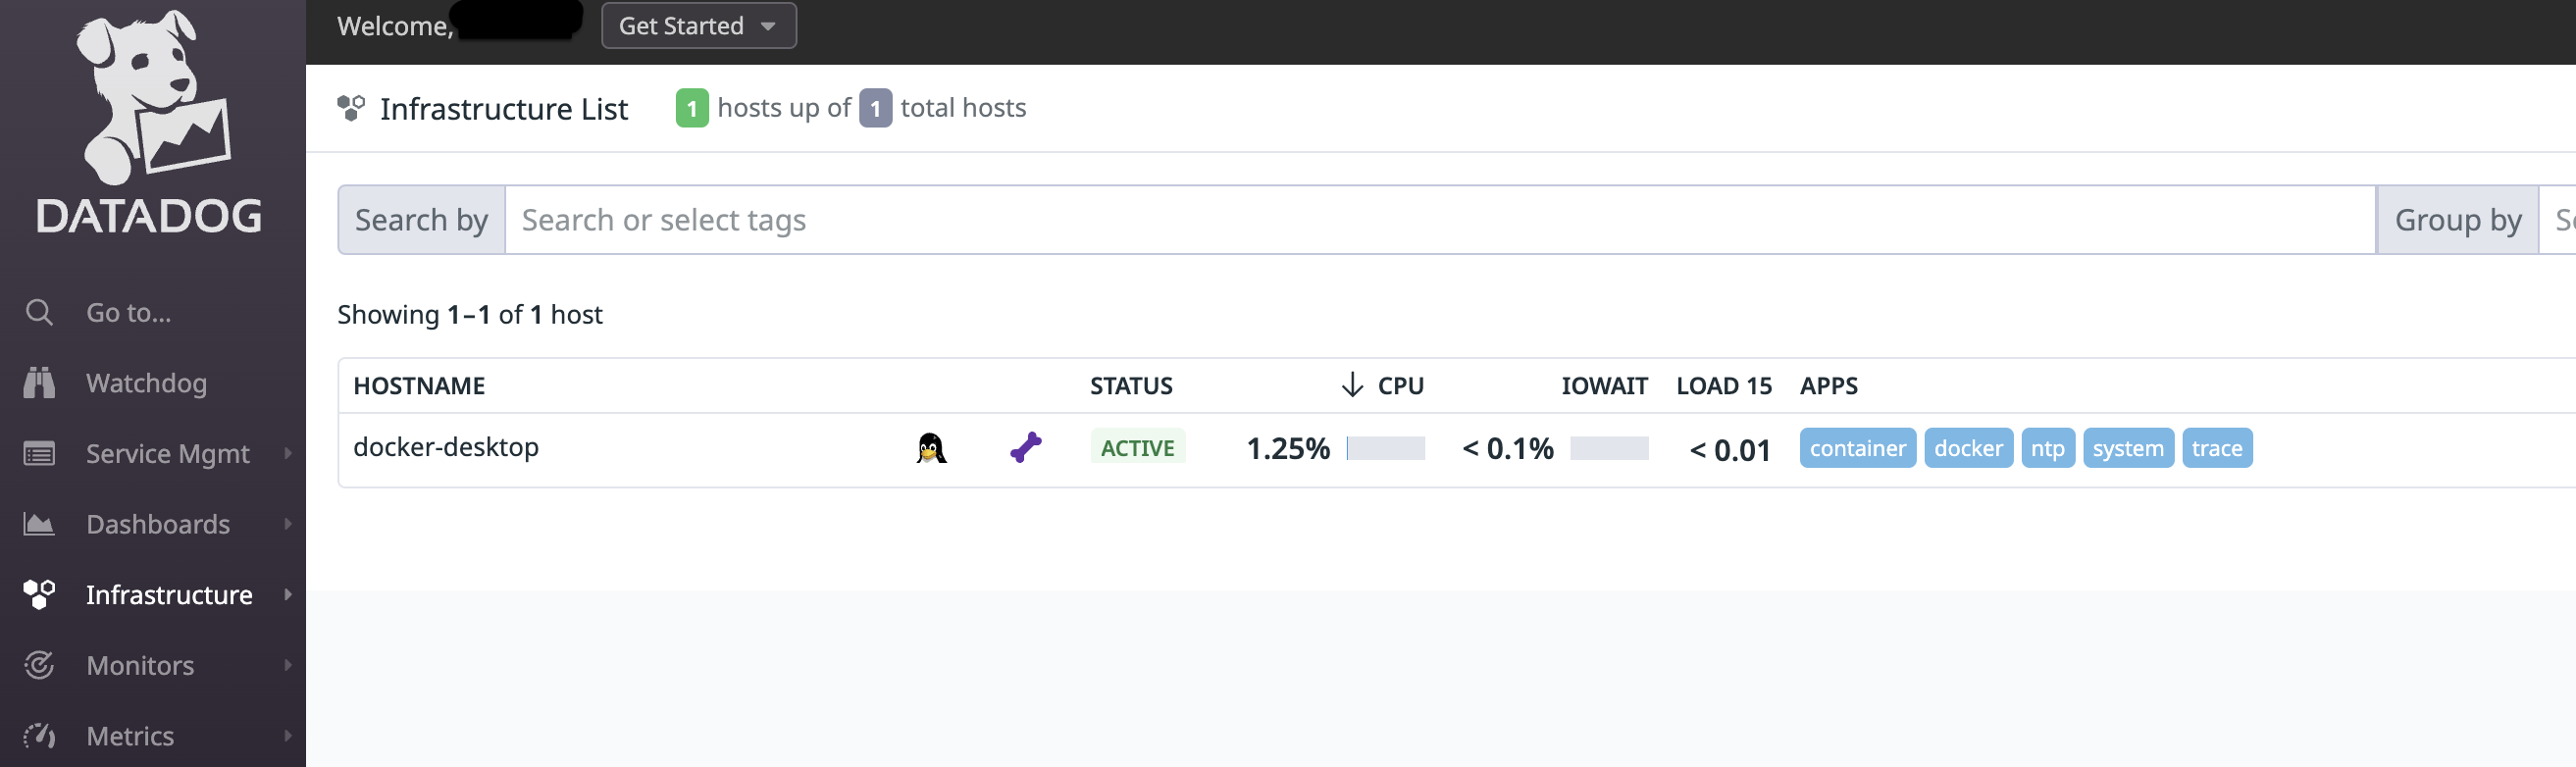 DATADOG
Go to...
Watchdog
Service Mgmt
Dashboards
Infrastructure
Monitors
Metrics
Welcome,
Get Started
Infrastructure List 1 hosts up of 1 total hosts
Search by Search or select tags Group by
Showing 1–1 of 1 host
HOSTNAME STATUS CPU IOWAIT LOAD 15 APPS
docker-desktop ACTIVE 1.25% < 0.1% < 0.01 container docker ntp system trace